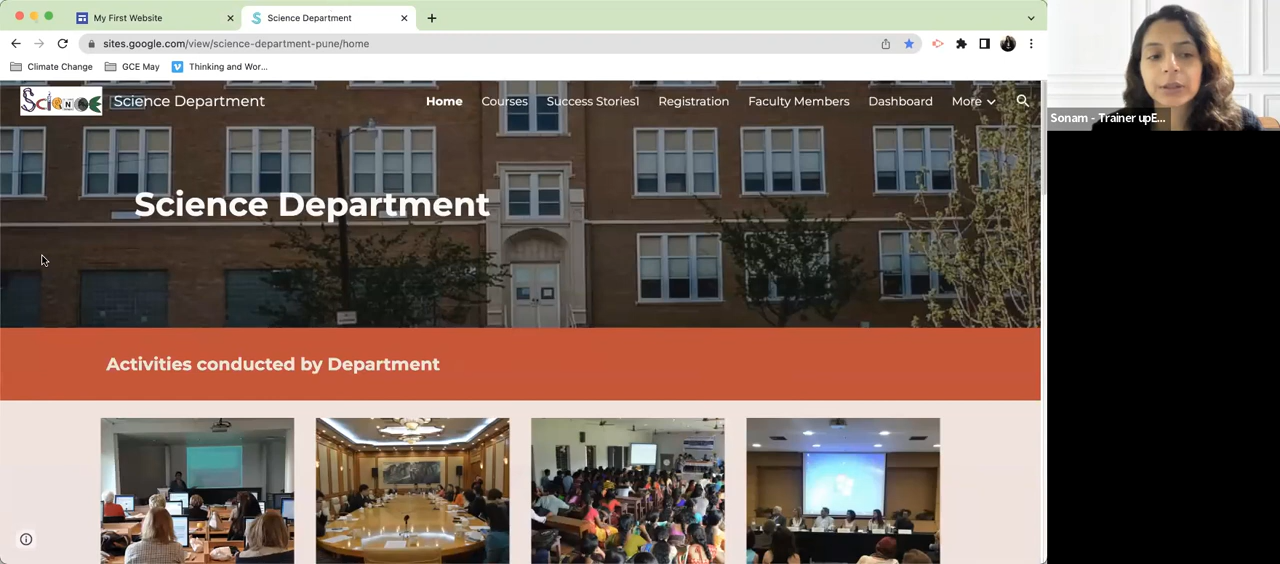 My First Website
Science Department
sites.google.com/view/science-department-pune/home
Climate Change
GCE May
Thinking and Wor...
SciENCE
Science Department
Home
Courses
Success Stories1
Registration
Faculty Members
Dashboard
More
Science Department
Activities conducted by Department
Sonam - Trainer upE...